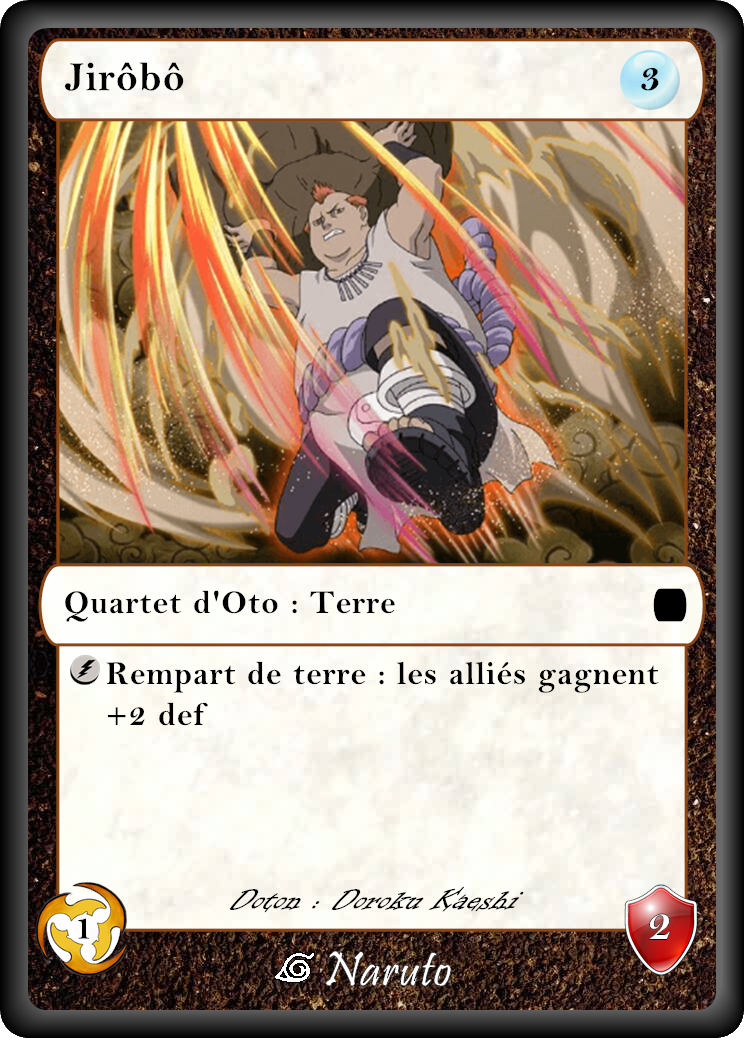 Jirôbô
3
Quartet d'Oto : Terre
Rempart de terre : les alliés gagnent
+2 def
Doton : Doroku Kaeshi
1
2
Naruto